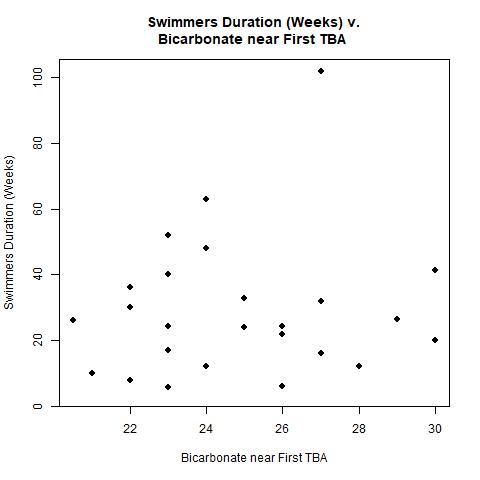 Swimmers Duration (Weeks) v.
Bicarbonate near First TBA
Swimmers Duration (Weeks)
100
80
60
40
20
0
22 24 26 28 30
Bicarbonate near First TBA